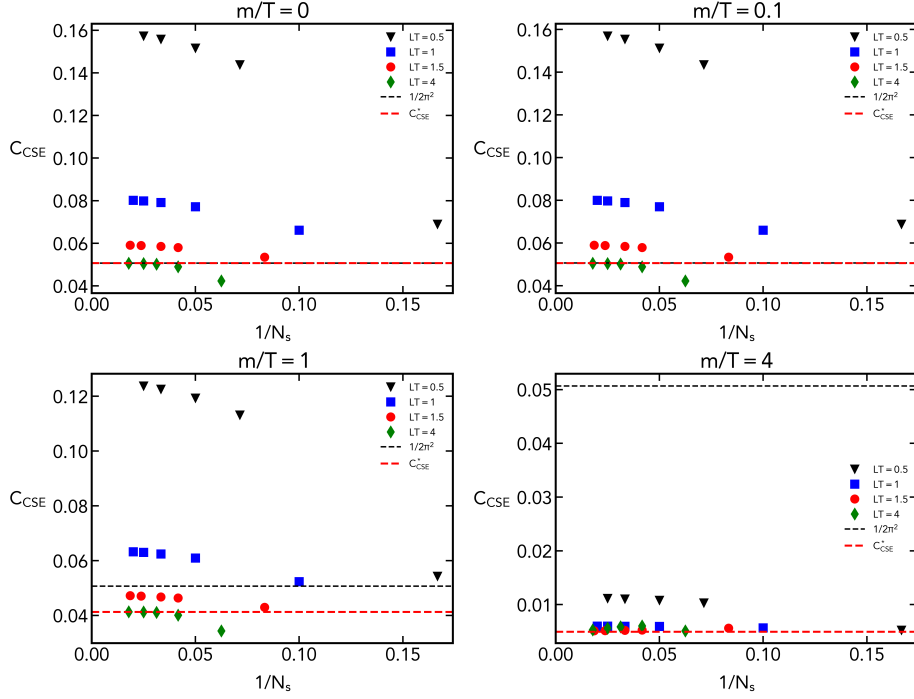 m/T = 0
0.16
0.14
0.12
0.10
0.08
0.06
0.04
C_CSE
0.00
0.05
0.10
0.15
1/N_s
LT = 0.5
LT = 1
LT = 1.5
LT = 4
1/2π²
C*_CSE
m/T = 0.1
0.16
0.14
0.12
0.10
0.08
0.06
0.04
C_CSE
0.00
0.05
0.10
0.15
1/N_s
LT = 0.5
LT = 1
LT = 1.5
LT = 4
1/2π²
C*_CSE
m/T = 1
0.12
0.10
0.08
0.06
0.04
C_CSE
0.00
0.05
0.10
0.15
1/N_s
LT = 0.5
LT = 1
LT = 1.5
LT = 4
1/2π²
C*_CSE
m/T = 4
0.05
0.04
0.03
0.02
0.01
C_CSE
0.00
0.05
0.10
0.15
1/N_s
LT = 0.5
LT = 1
LT = 1.5
LT = 4
1/2π²
C*_CSE